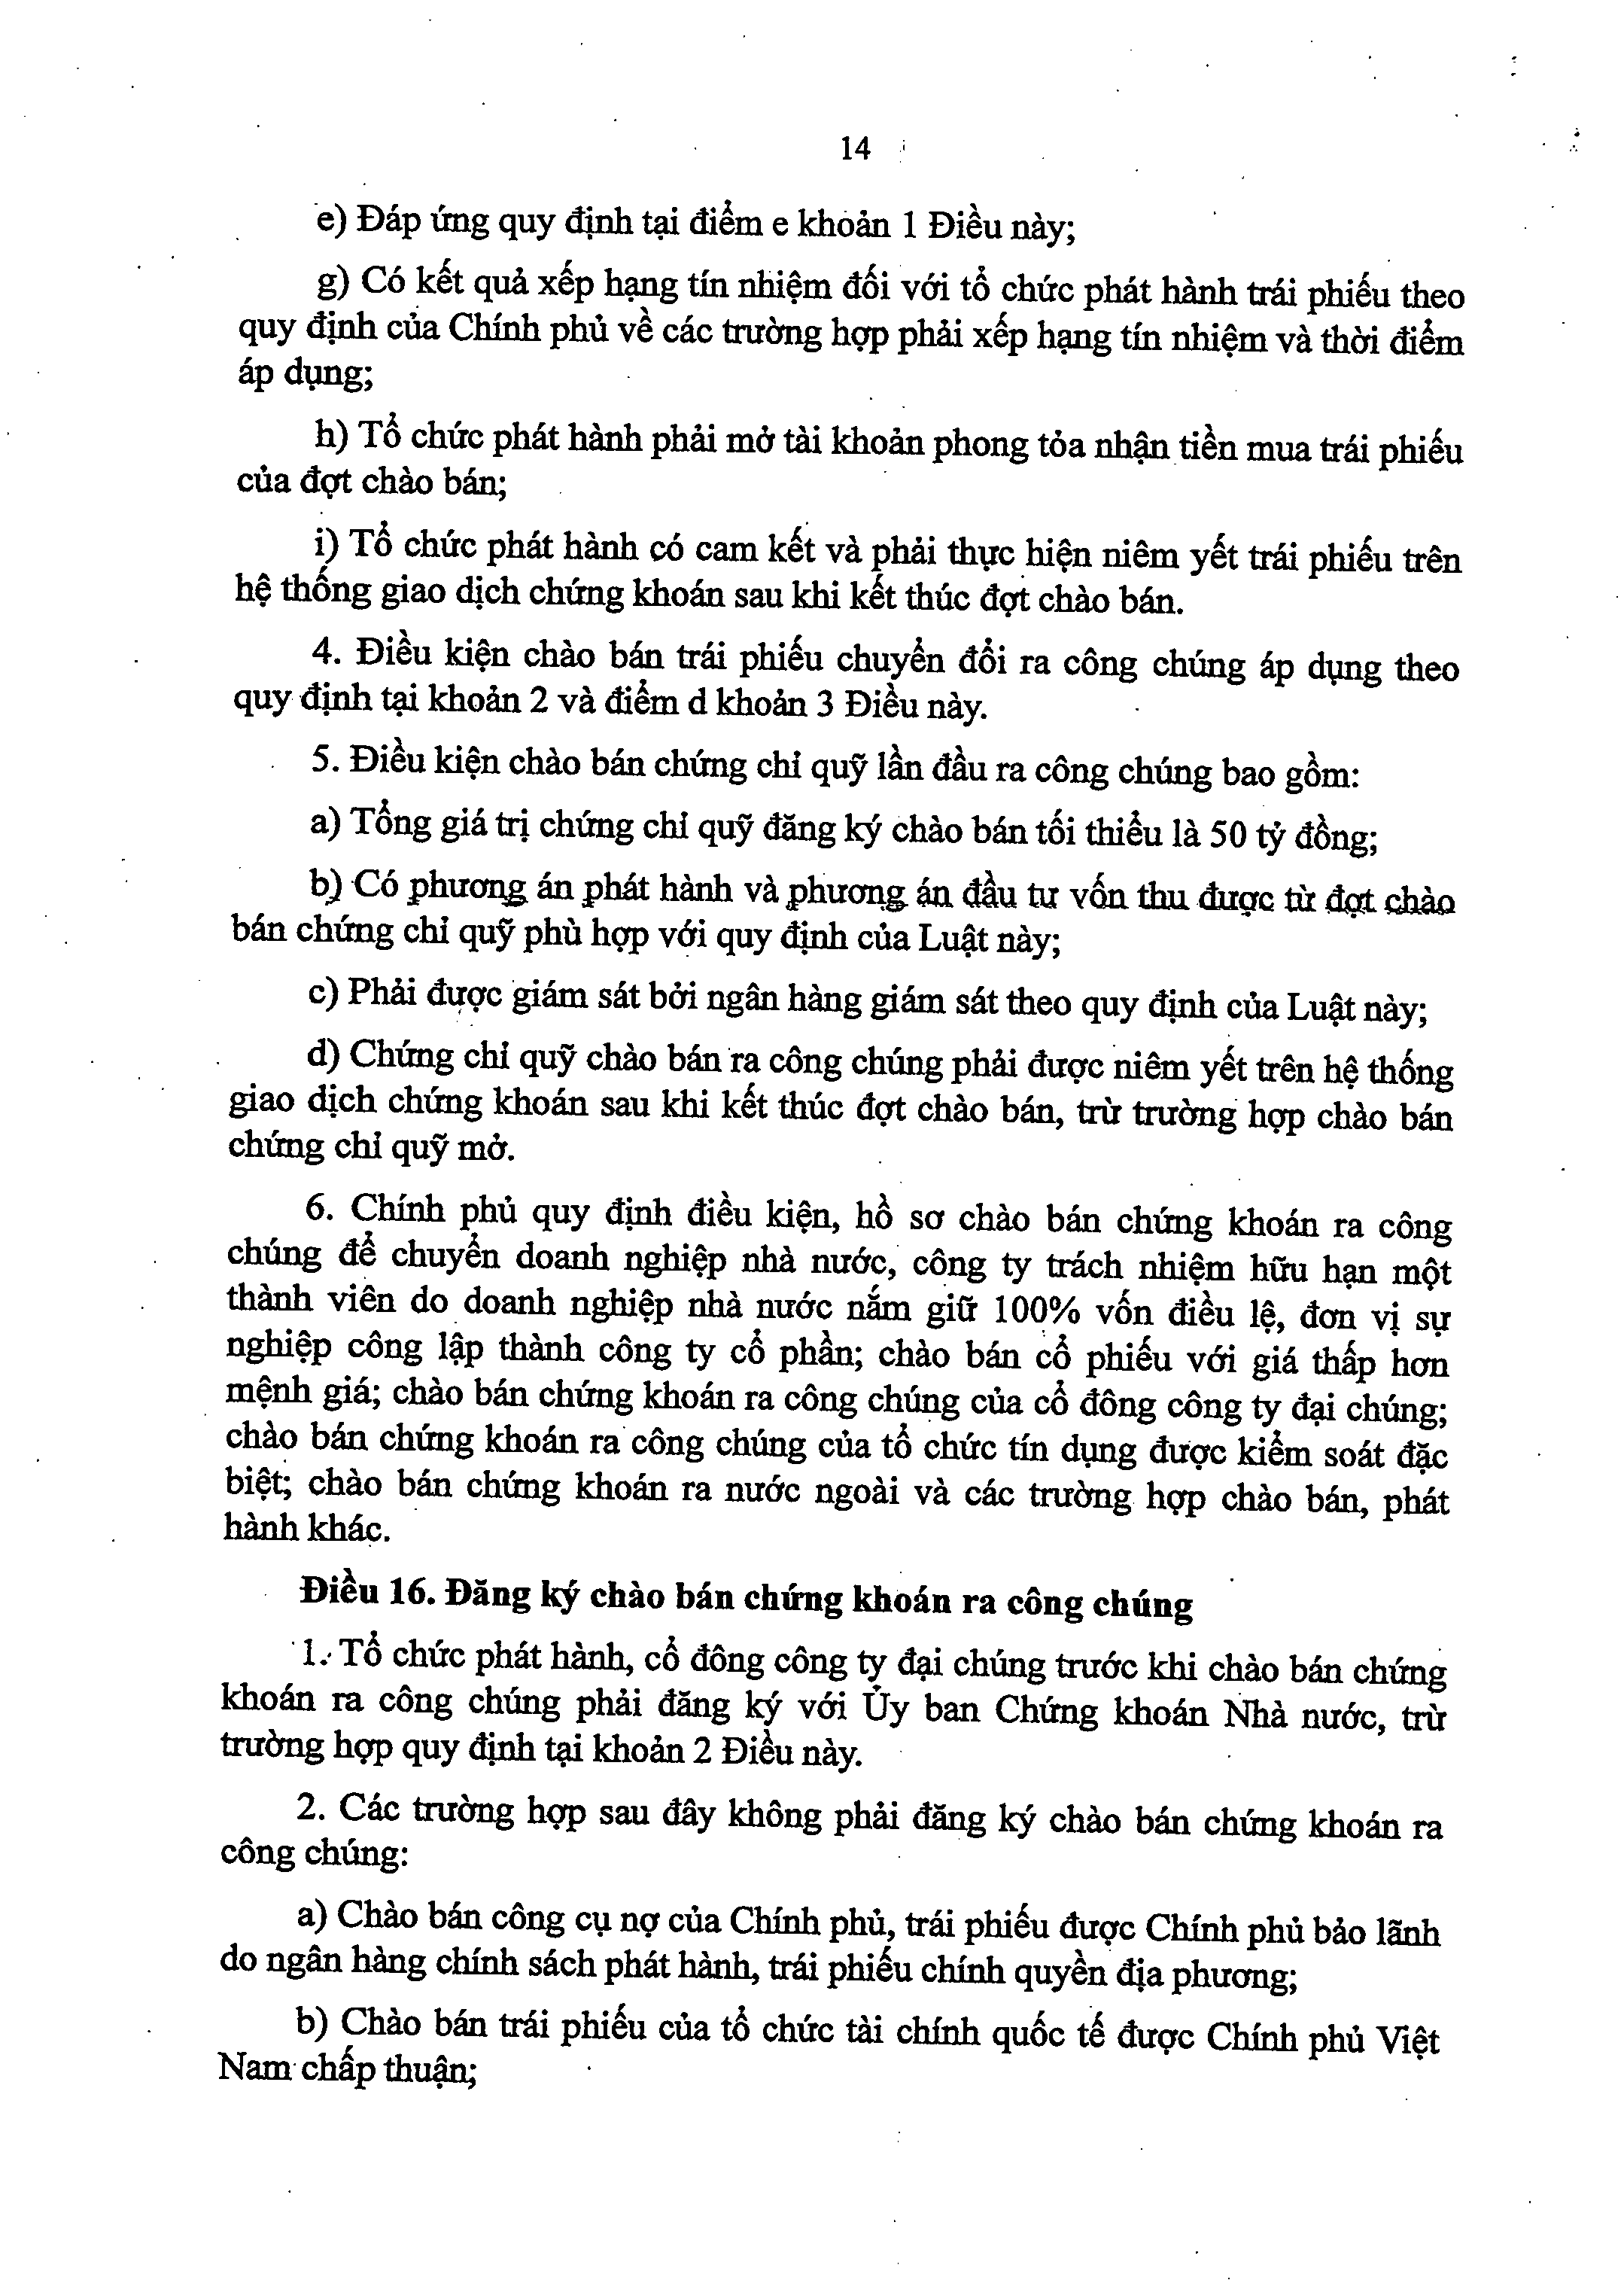 14
e) Đáp ứng quy định tại điểm e khoản 1 Điều này;
g) Có kết quả xếp hạng tín nhiệm đối với tổ chức phát hành trái phiếu theo
quy định của Chính phủ về các trường hợp phải xếp hạng tín nhiệm và thời điểm
áp dụng;
h) Tổ chức phát hành phải mở tài khoản phong tỏa nhận tiền mua trái phiếu
của đợt chào bán;
i) Tổ chức phát hành có cam kết và phải thực hiện niêm yết trái phiếu trên
hệ thống giao dịch chứng khoán sau khi kết thúc đợt chào bán.
4. Điều kiện chào bán trái phiếu chuyển đổi ra công chúng áp dụng theo
quy định tại khoản 2 và điểm d khoản 3 Điều này.
5. Điều kiện chào bán chứng chỉ quỹ lần đầu ra công chúng bao gồm:
a) Tổng giá trị chứng chỉ quỹ đăng ký chào bán tối thiểu là 50 tỷ đồng;
b) Có phương án phát hành và phương án đầu tư vốn thu được từ đợt chào
bán chứng chỉ quỹ phù hợp với quy định của Luật này;
c) Phải được giám sát bởi ngân hàng giám sát theo quy định của Luật này;
d) Chứng chỉ quỹ chào bán ra công chúng phải được niêm yết trên hệ thống
giao dịch chứng khoán sau khi kết thúc đợt chào bán, trừ trường hợp chào bán
chứng chỉ quỹ mở.
6. Chính phủ quy định điều kiện, hồ sơ chào bán chứng khoán ra công
chúng để chuyển doanh nghiệp nhà nước, công ty trách nhiệm hữu hạn một
thành viên do doanh nghiệp nhà nước nắm giữ 100% vốn điều lệ, đơn vị sự
nghiệp công lập thành công ty cổ phần; chào bán cổ phiếu với giá thấp hơn
mệnh giá; chào bán chứng khoán ra công chúng của cổ đông công ty đại chúng;
chào bán chứng khoán ra công chúng của tổ chức tín dụng được kiểm soát đặc
biệt; chào bán chứng khoán ra nước ngoài và các trường hợp chào bán, phát
hành khác.
Điều 16. Đăng ký chào bán chứng khoán ra công chúng
1. Tổ chức phát hành, cổ đông công ty đại chúng trước khi chào bán chứng
khoán ra công chúng phải đăng ký với Ủy ban Chứng khoán Nhà nước, trừ
trường hợp quy định tại khoản 2 Điều này.
2. Các trường hợp sau đây không phải đăng ký chào bán chứng khoán ra
công chúng:
a) Chào bán công cụ nợ của Chính phủ, trái phiếu được Chính phủ bảo lãnh
do ngân hàng chính sách phát hành, trái phiếu chính quyền địa phương;
b) Chào bán trái phiếu của tổ chức tài chính quốc tế được Chính phủ Việt
Nam chấp thuận;